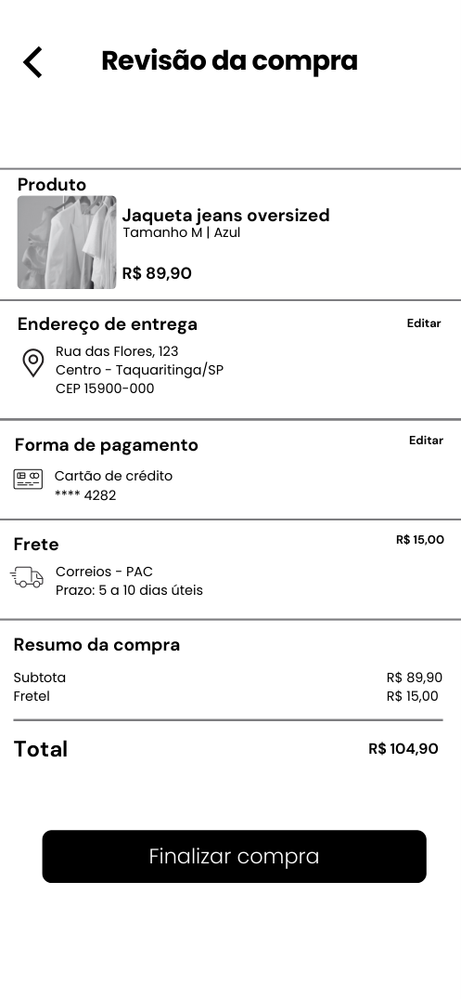 Revisão da compra
Produto
Jaqueta jeans oversized
Tamanho M | Azul
R$ 89,90
Endereço de entrega
Editar
Rua das Flores, 123
Centro - Taquaritinga/SP
CEP 15900-000
Forma de pagamento
Editar
Cartão de crédito
**** 4282
Frete
R$ 15,00
Correios - PAC
Prazo: 5 a 10 dias úteis
Resumo da compra
Subtota R$ 89,90
Fretel R$ 15,00
Total R$ 104,90
Finalizar compra